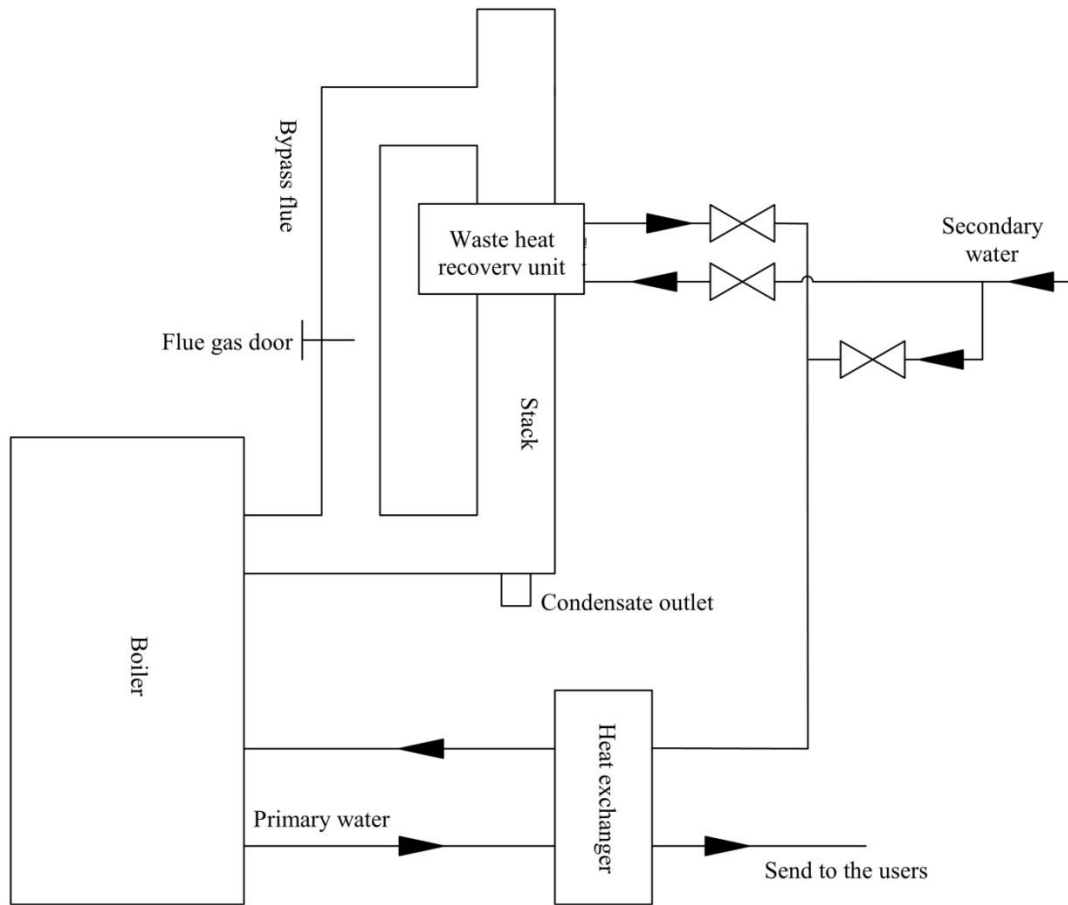 Bypass flue
Waste heat
recovery unit
Secondary
water
Flue gas door
Stack
Condensate outlet
Boiler
Heat exchanger
Primary water
Send to the users